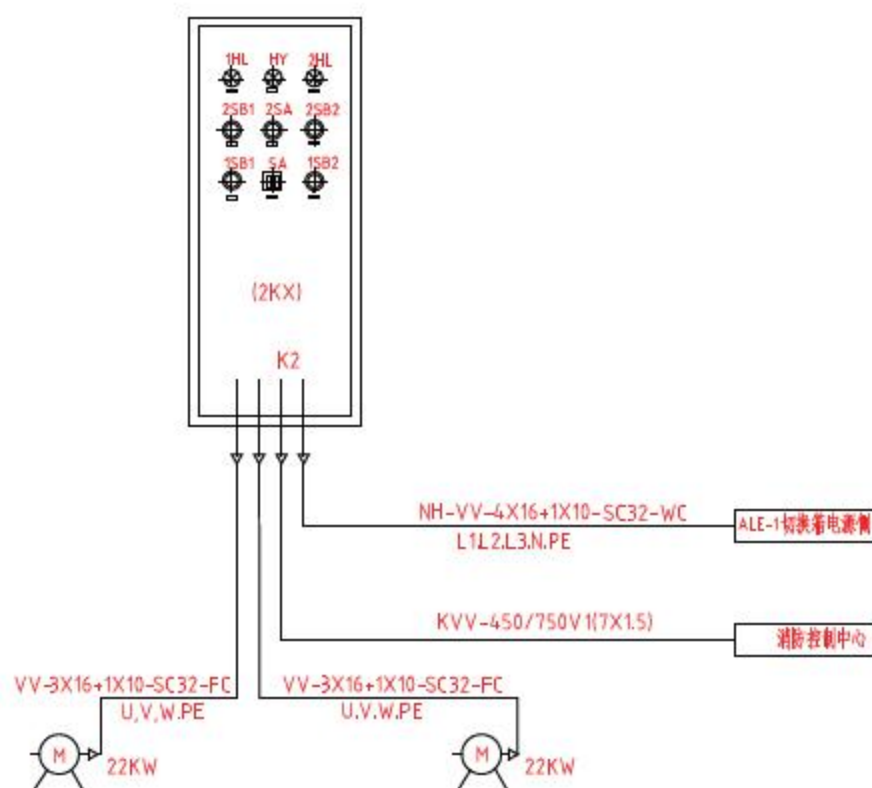 1HL HY 2HL
2SB1 2SA 2SB2
1SB1 SA 1SB2
(2KX)
K2
NH-VV-4X16+1X10-SC32-WC
ALE-1切换箱电源侧
L1.L2.L3.N.PE
KVV-450/750V1(7X1.5)
消防控制中心
VV-3X16+1X10-SC32-FC
VV-3X16+1X10-SC32-FC
U,V,W.PE
U.V.W.PE
M
22KW
M
22KW